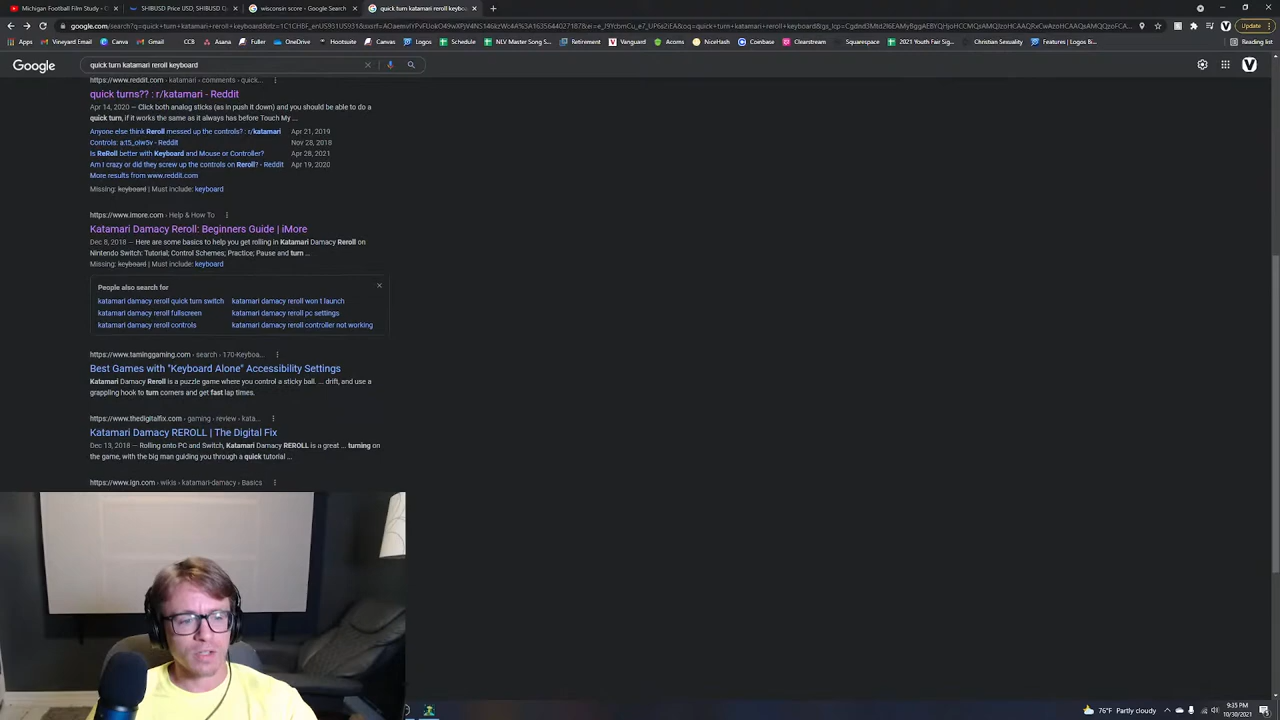 Michigan Football Film Study -
SHIBUSD Price USD, SHIBUSD
wisconsin score - Google Search
quick turn katamari reroll keybo
Update
Apps
Vineyard Email
Canva
Gmail
CCB
Asana
Fuller
OneDrive
Hootsuite
Crambo
Logos
Schedule
NLV Master Song S...
Retirement
Vanguard
Acorns
NiceHash
Coinbase
Clearstream
Squarespace
2021 Youth Fair Sig...
Christian Sexuality
Features | Logos Bi...
Reading list
Google
quick turn katamari reroll keyboard
https://www.reddit.com › katamari › comments › quick...
quick turns?? : r/katamari - Reddit
Apr 14, 2020 — Click both analog sticks (as in push it down) and you should be able to do a
quick turn, if it works the same as it always has before Touch My ...
Anyone else think Reroll messed up the controls? : r/katamari Apr 21, 2019
Nov 28, 2018
Is ReRoll better with Keyboard and Mouse or Controller? Apr 28, 2021
Am I crazy or did they screw up the controls on Reroll? - Reddit Apr 19, 2020
More results from www.reddit.com
Missing: keyboard | Must include: keyboard
https://www.imore.com › Help & How To
Katamari Damacy Reroll: Beginners Guide | iMore
Dec 8, 2018 — Here are some basics to help you get rolling in Katamari Damacy Reroll on
Nintendo Switch: Tutorial; Control Schemes; Practice; Pause and turn ...
Missing: keyboard | Must include: keyboard
People also search for
katamari damacy reroll quick turn switch
katamari damacy reroll won t launch
katamari damacy reroll fullscreen
katamari damacy reroll pc settings
katamari damacy reroll controls
katamari damacy reroll controller not working
https://www.taminggaming.com › search › 170-Keyboa...
Best Games with "Keyboard Alone" Accessibility Settings
Katamari Damacy Reroll is a puzzle game where you control a sticky ball. ... drift, and use a
grappling hook to turn corners and get fast lap times.
https://www.thedigitalfix.com › gaming › review › kata...
Katamari Damacy REROLL | The Digital Fix
Dec 13, 2018 — Rolling onto PC and Switch, Katamari Damacy REROLL is a great ... turning on
the game, with the big man guiding you through a quick tutorial ...
https://www.ign.com › wikis › katamari-damacy › Basics
76°F Partly cloudy
9:35 PM
10/30/2021